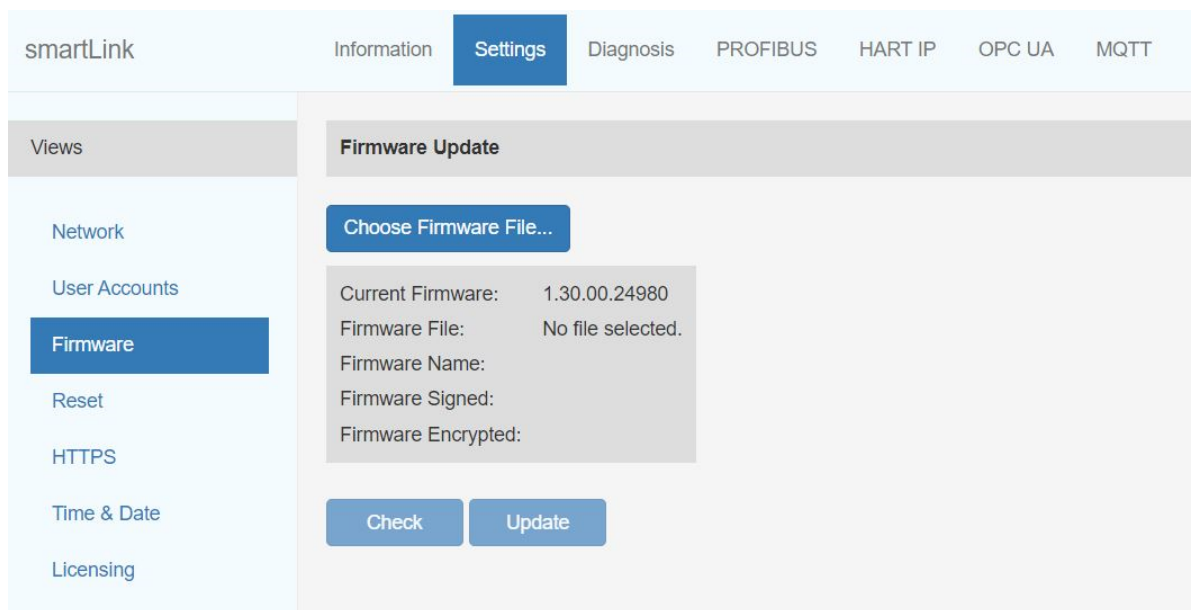 smartLink Information Settings Diagnosis PROFIBUS HART IP OPC UA MQTT
Views
Network
User Accounts
Firmware
Reset
HTTPS
Time & Date
Licensing
Firmware Update
Choose Firmware File...
Current Firmware: 1.30.00.24980
Firmware File: No file selected.
Firmware Name:
Firmware Signed:
Firmware Encrypted:
Check Update